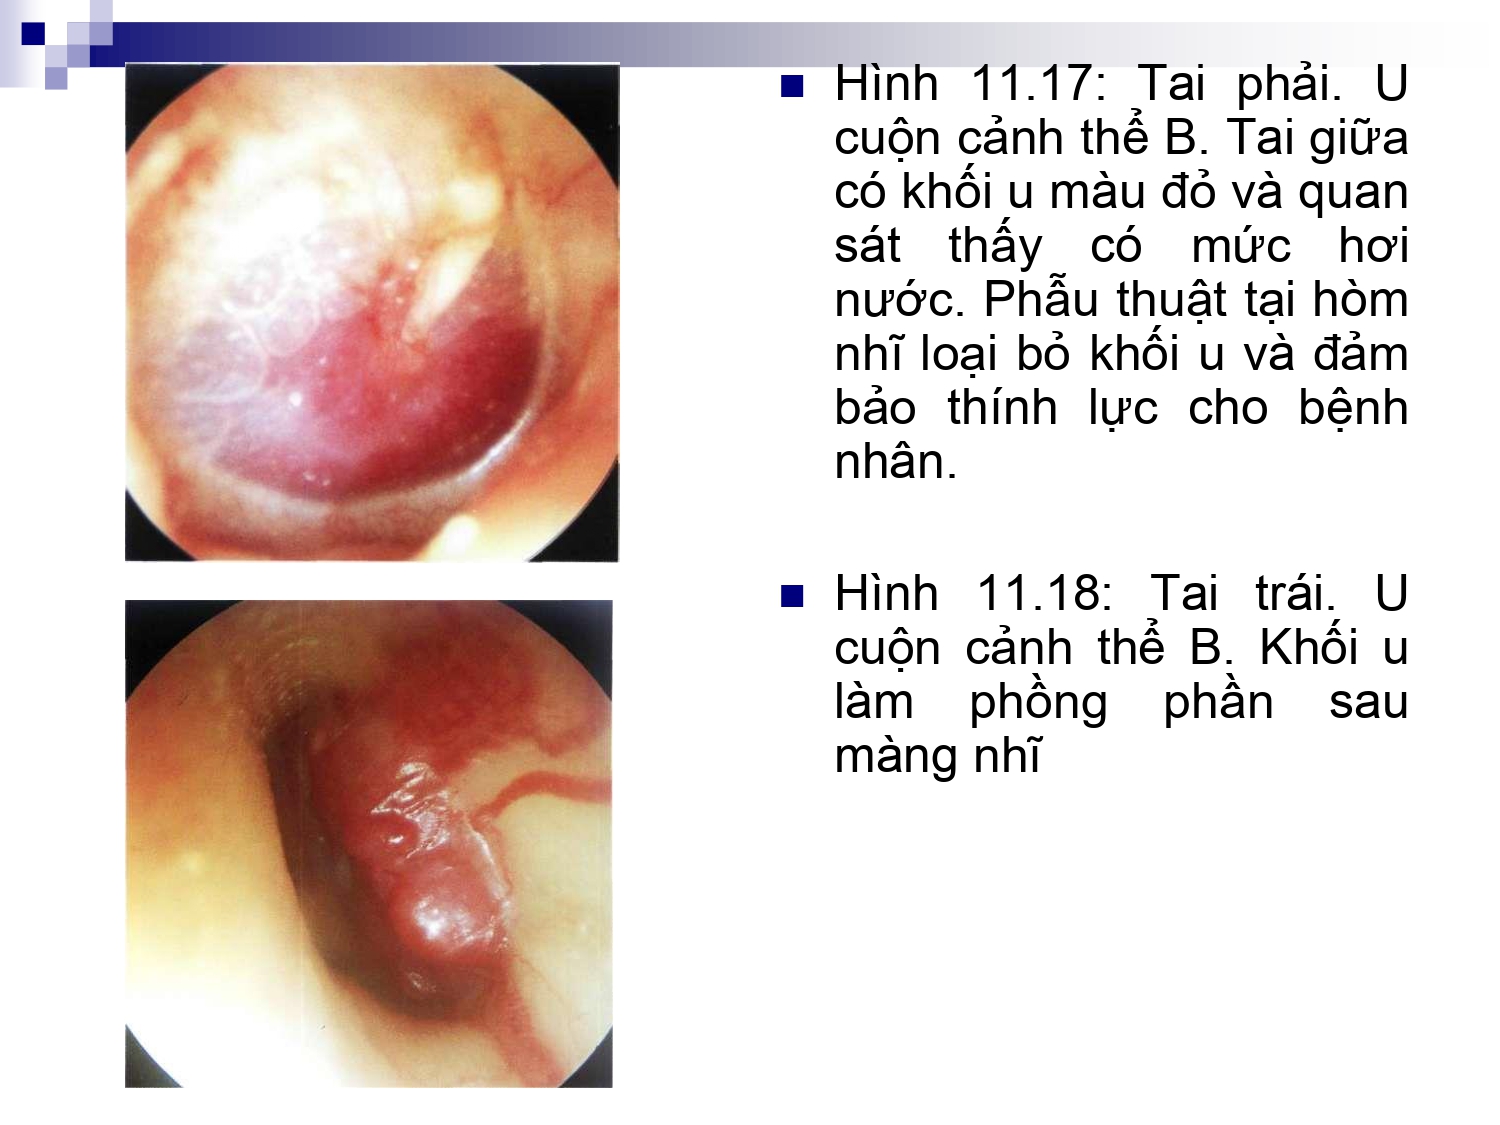 Hình 11.17: Tai phải. U
cuộn cảnh thể B. Tai giữa
có khối u màu đỏ và quan
sát thấy có mức hơi
nước. Phẫu thuật tại hòm
nhĩ loại bỏ khối u và đảm
bảo thính lực cho bệnh
nhân.
Hình 11.18: Tai trái. U
cuộn cảnh thể B. Khối u
làm phồng phần sau
màng nhĩ